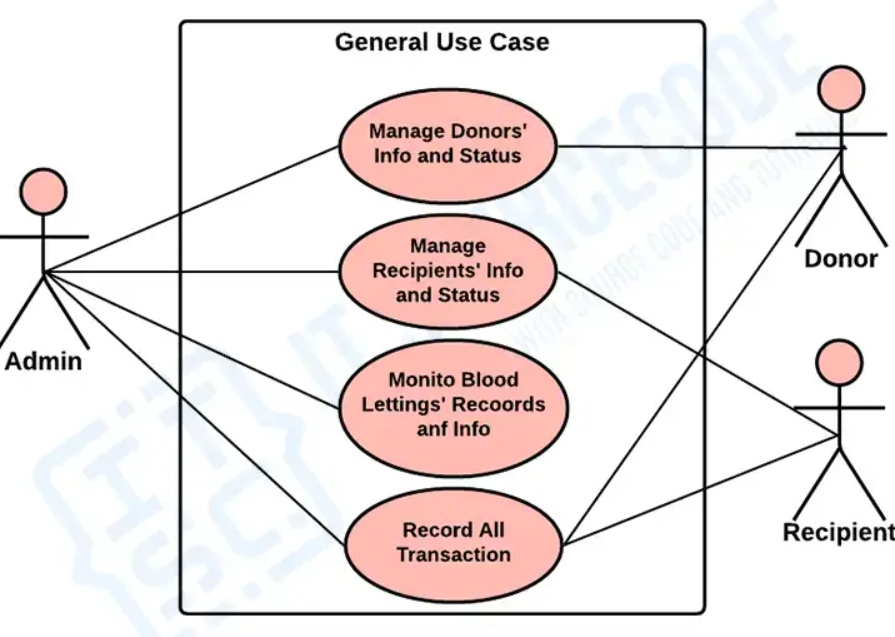 General Use Case
Manage Donors'
Info and Status
Manage
Recipients' Info
and Status
Monito Blood
Lettings' Recoords
anf Info
Record All
Transaction
Admin
Donor
Recipient